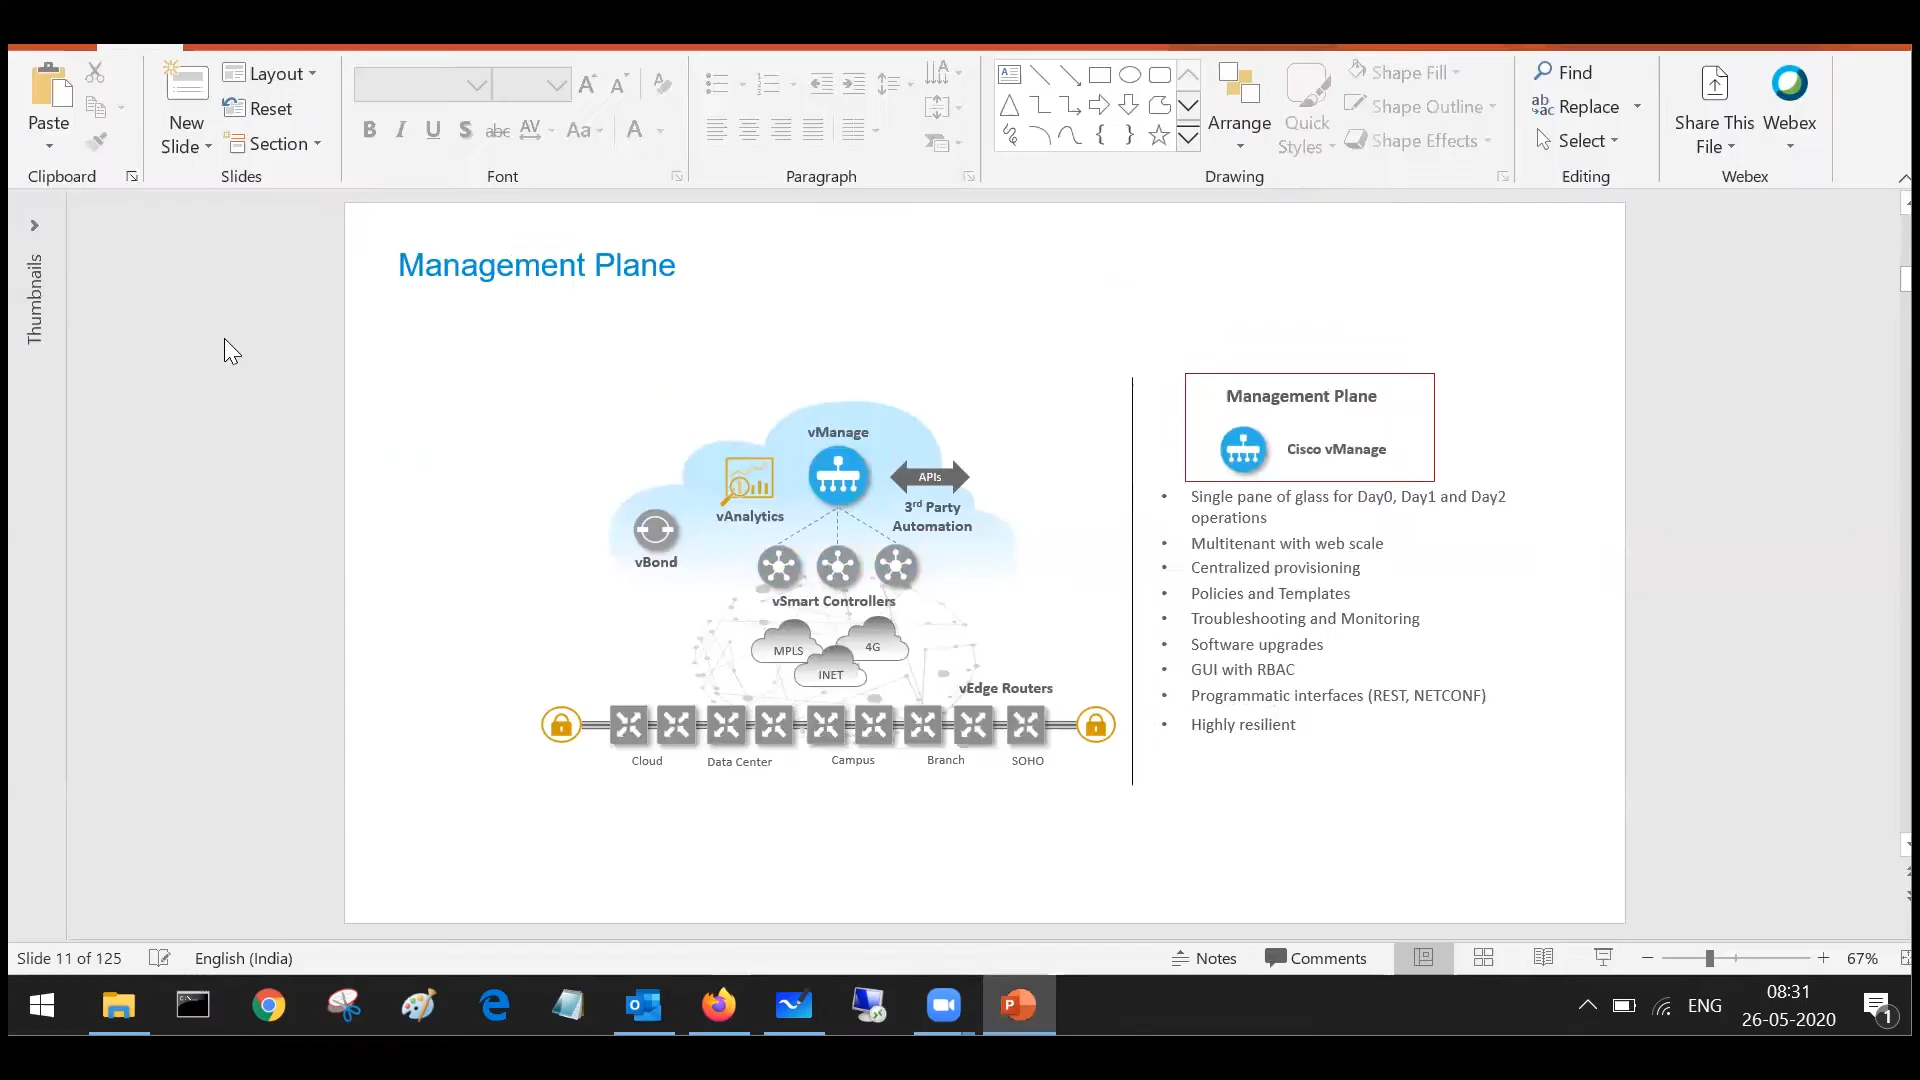 Paste
Clipboard
New
Slide
Layout
Reset
Section
Slides
B I U S abc AV Aa A
Font
Paragraph
Arrange
Quick
Styles
Shape Fill
Shape Outline
Shape Effects
Drawing
Find
Replace
Select
Editing
Share This
File
Webex
Webex
Thumbnails
Management Plane
vManage
vAnalytics
APIs
3rd Party
Automation
vBond
vSmart Controllers
MPLS
4G
INET
vEdge Routers
Cloud
Data Center
Campus
Branch
SOHO
Management Plane
Cisco vManage
• Single pane of glass for Day0, Day1 and Day2
operations
• Multitenant with web scale
• Centralized provisioning
• Policies and Templates
• Troubleshooting and Monitoring
• Software upgrades
• GUI with RBAC
• Programmatic interfaces (REST, NETCONF)
• Highly resilient
Slide 11 of 125
English (India)
Notes
Comments
67%
ENG
08:31
26-05-2020
1